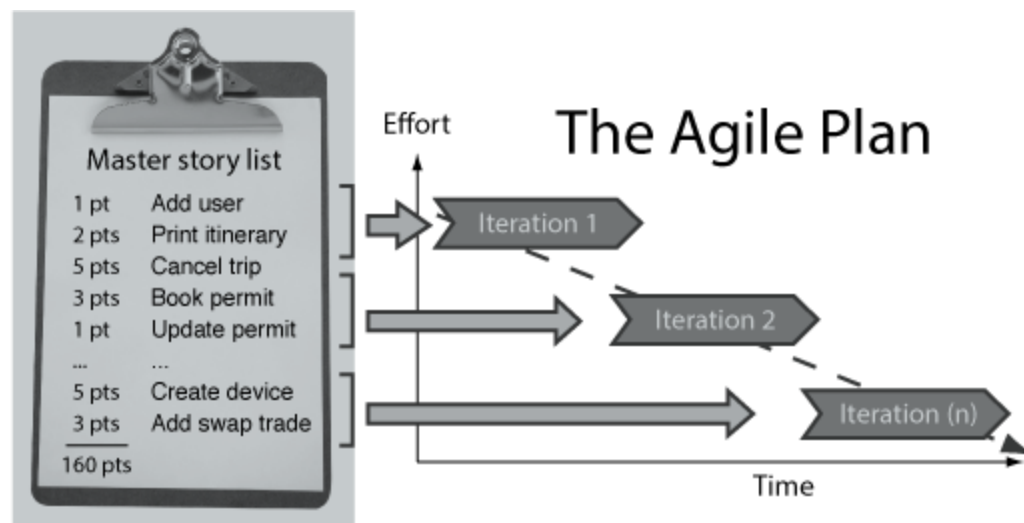 Master story list
1 pt Add user
2 pts Print itinerary
5 pts Cancel trip
3 pts Book permit
1 pt Update permit
... ...
5 pts Create device
3 pts Add swap trade
160 pts
The Agile Plan
Effort
Iteration 1
Iteration 2
Iteration (n)
Time